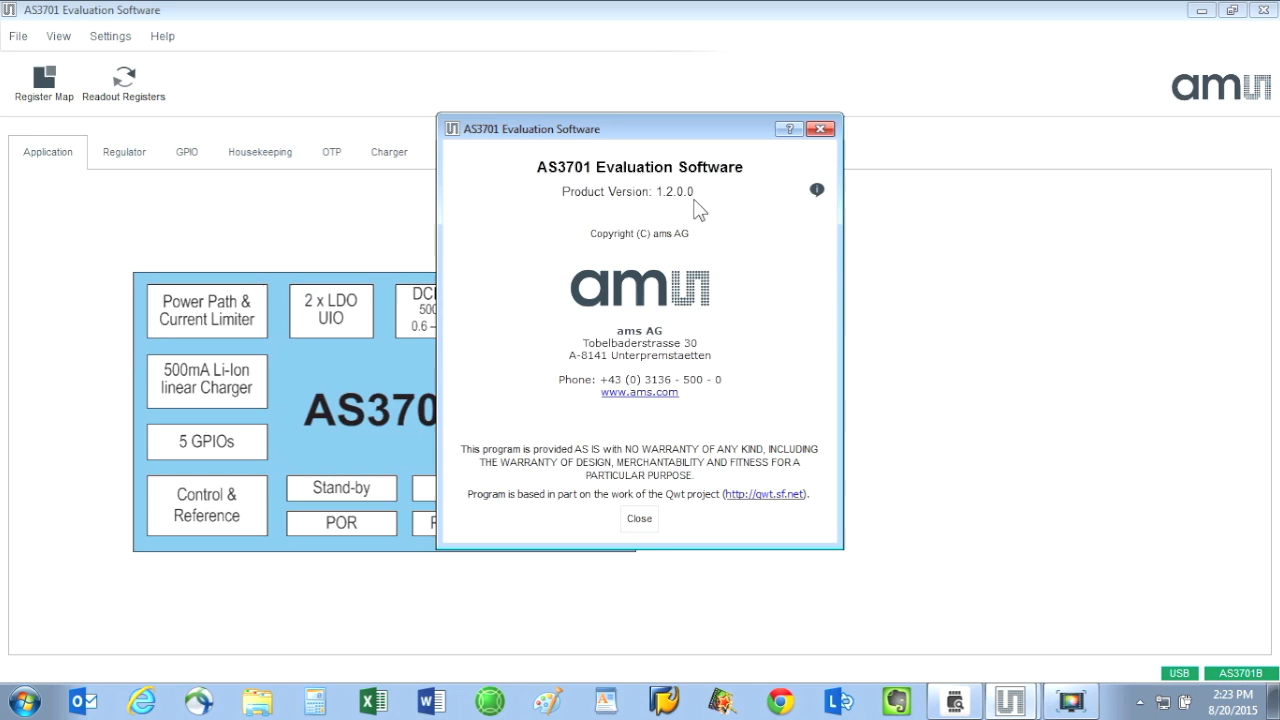 AS3701 Evaluation Software
File View Settings Help
Register Map Readout Registers
ams
Application Regulator GPIO Housekeeping OTP Charger
AS3701 Evaluation Software
AS3701 Evaluation Software
Product Version: 1.2.0.0
Copyright (C) ams AG
ams
ams AG
Tobelbaderstrasse 30
A-8141 Unterpremstaetten
Phone: +43 (0) 3136 - 500 - 0
www.ams.com
This program is provided AS IS with NO WARRANTY OF ANY KIND, INCLUDING
THE WARRANTY OF DESIGN, MERCHANTABILITY AND FITNESS FOR A
PARTICULAR PURPOSE.
Program is based in part on the work of the Qwt project (http://qwt.sf.net).
Close
Power Path &
Current Limiter
2 x LDO
UIO
500mA Li-Ion
linear Charger
5 GPIOs
Control &
Reference
AS370
Stand-by
POR
USB AS3701B
2:23 PM
8/20/2015